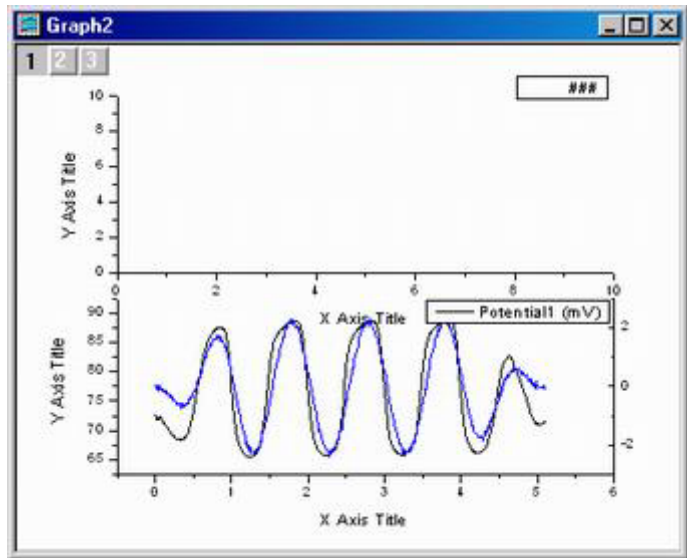 Graph2
1 2 3
###
10
8
6
4
2
0
Y Axis Title
0 2 4 6 8 10
X Axis Title
Potential1 (mV)
90
85
80
75
70
65
Y Axis Title
2
0
-2
0 1 2 3 4 5 6
X Axis Title